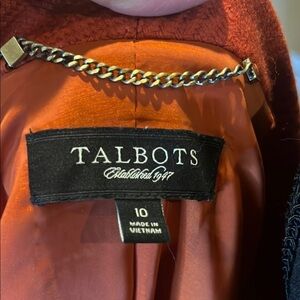 TALBOTS
Established 1947
10
MADE IN
VIETNAM